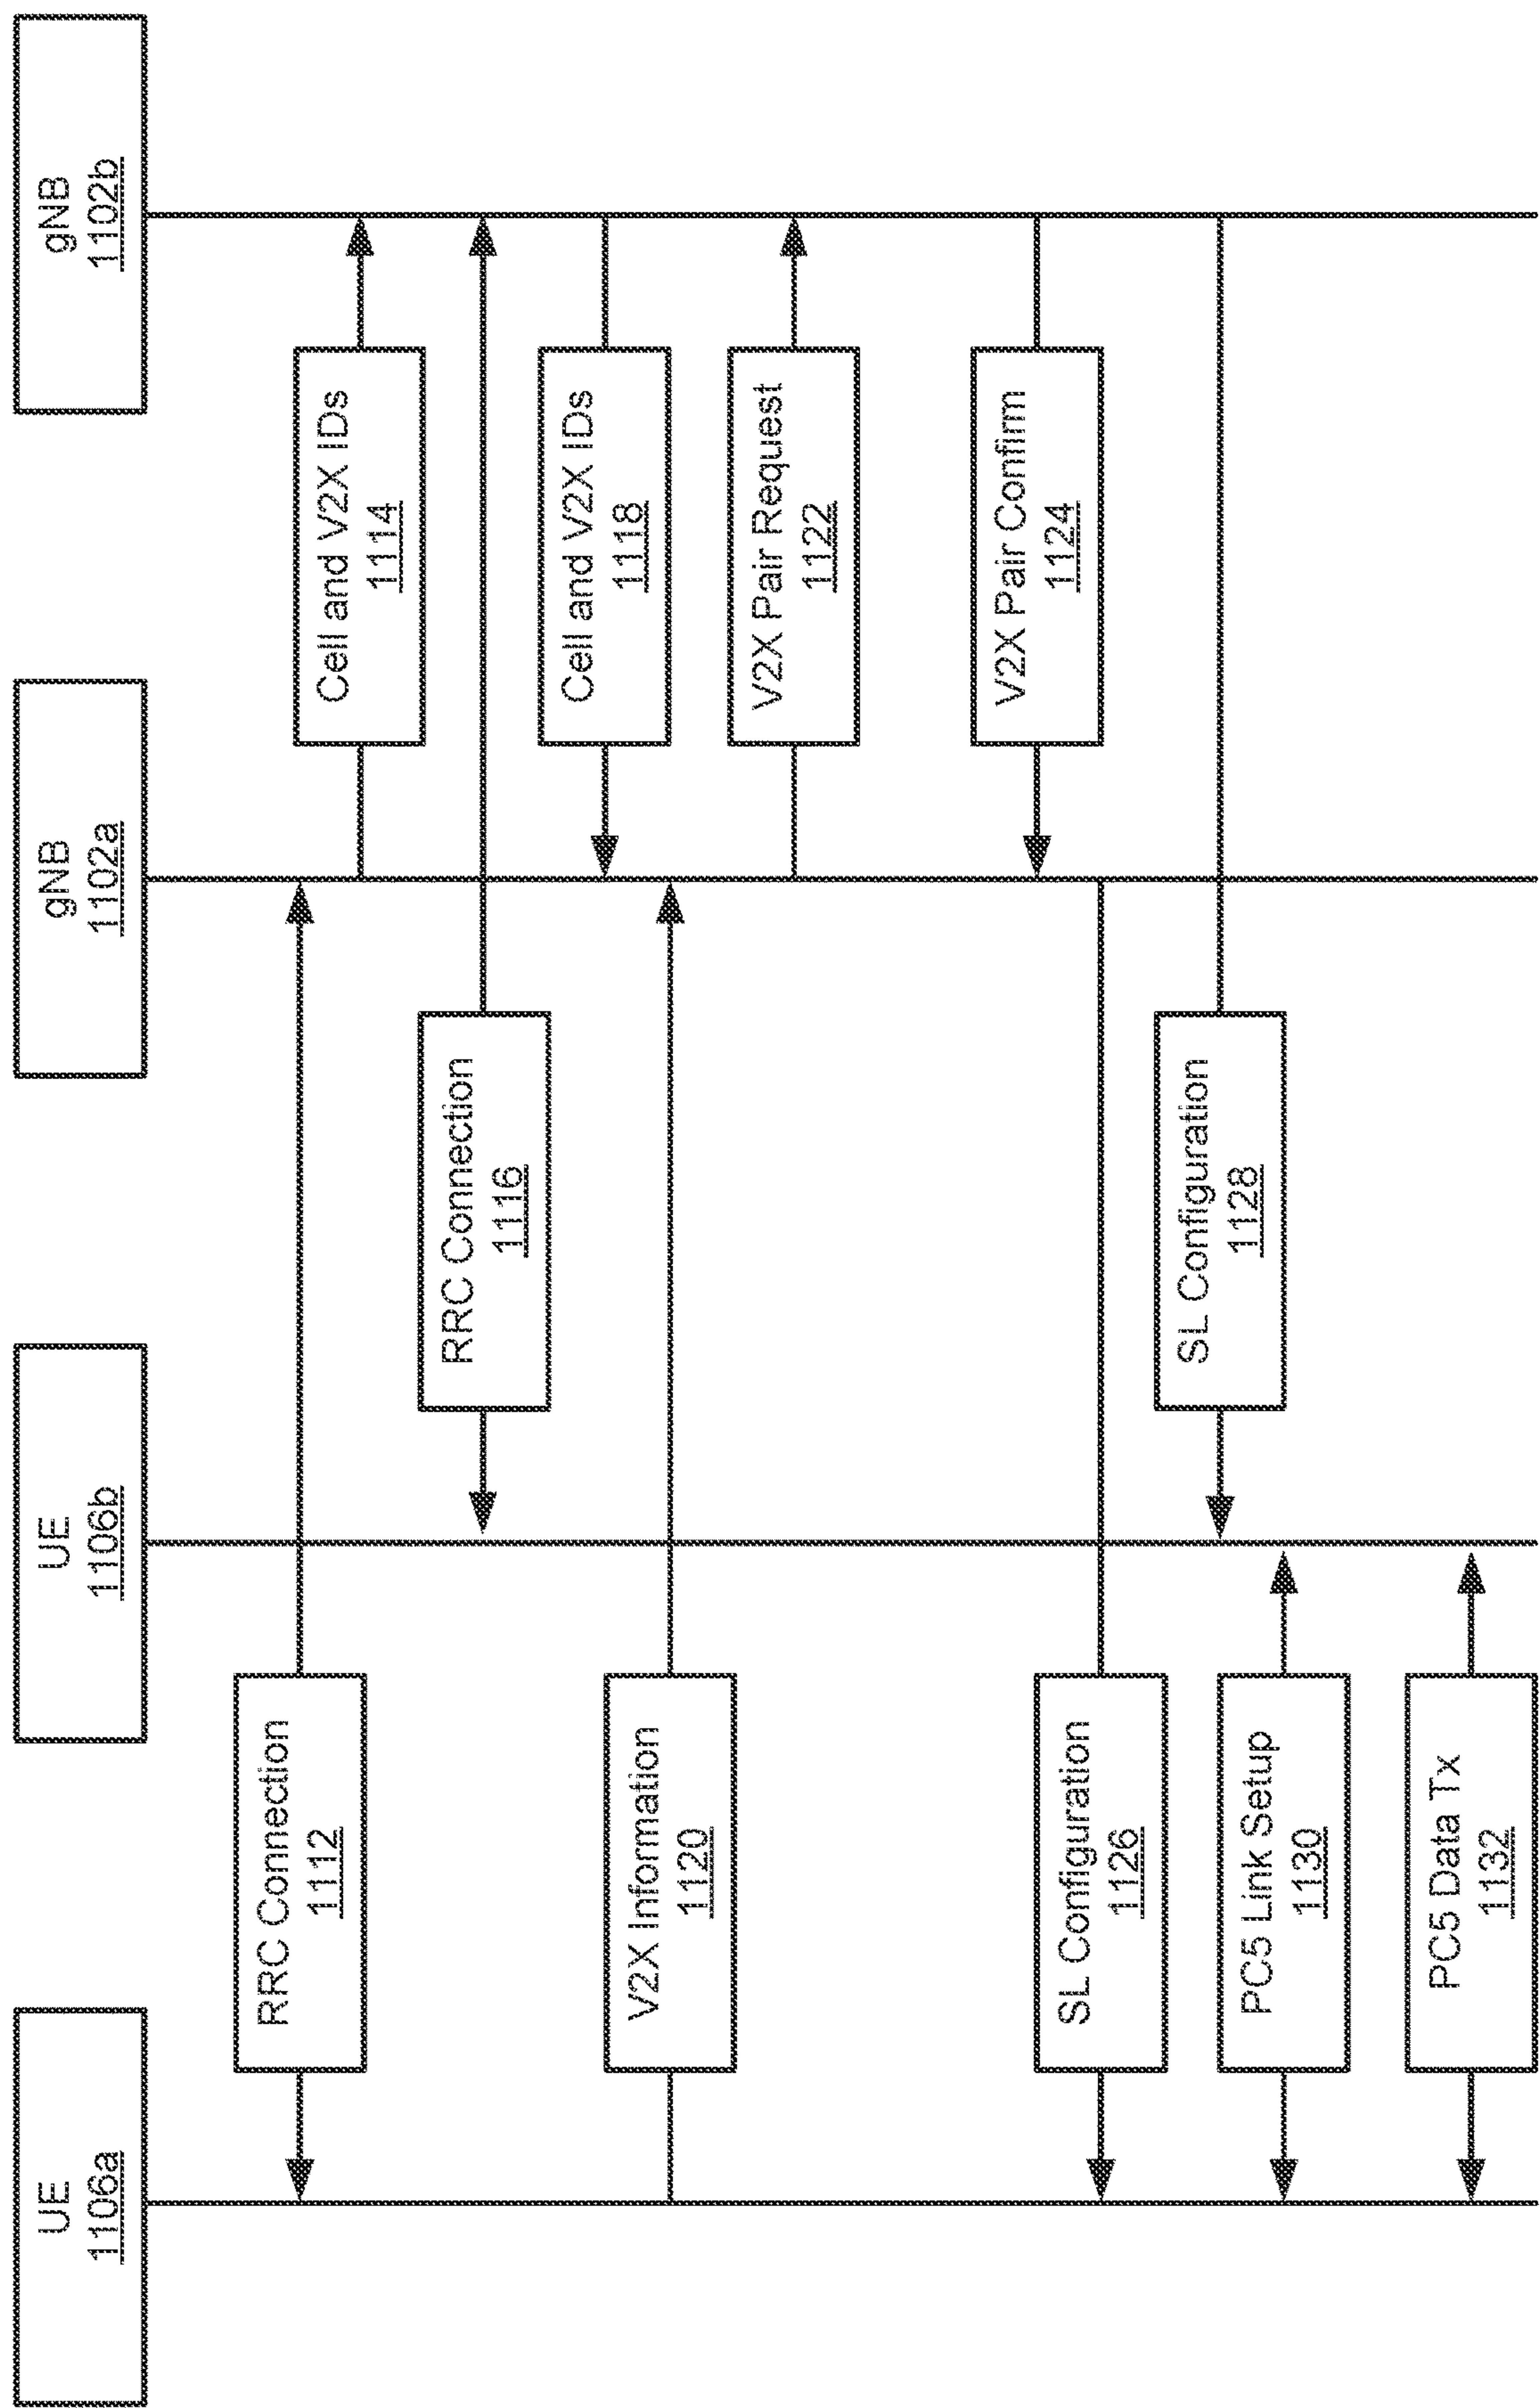 UE
1106a
UE
1106b
gNB
1102a
gNB
1102b
RRC Connection
1112
Cell and V2X IDs
1114
RRC Connection
1116
Cell and V2X IDs
1118
V2X Information
1120
V2X Pair Request
1122
V2X Pair Confirm
1124
SL Configuration
1126
SL Configuration
1128
PC5 Link Setup
1130
PC5 Data Tx
1132